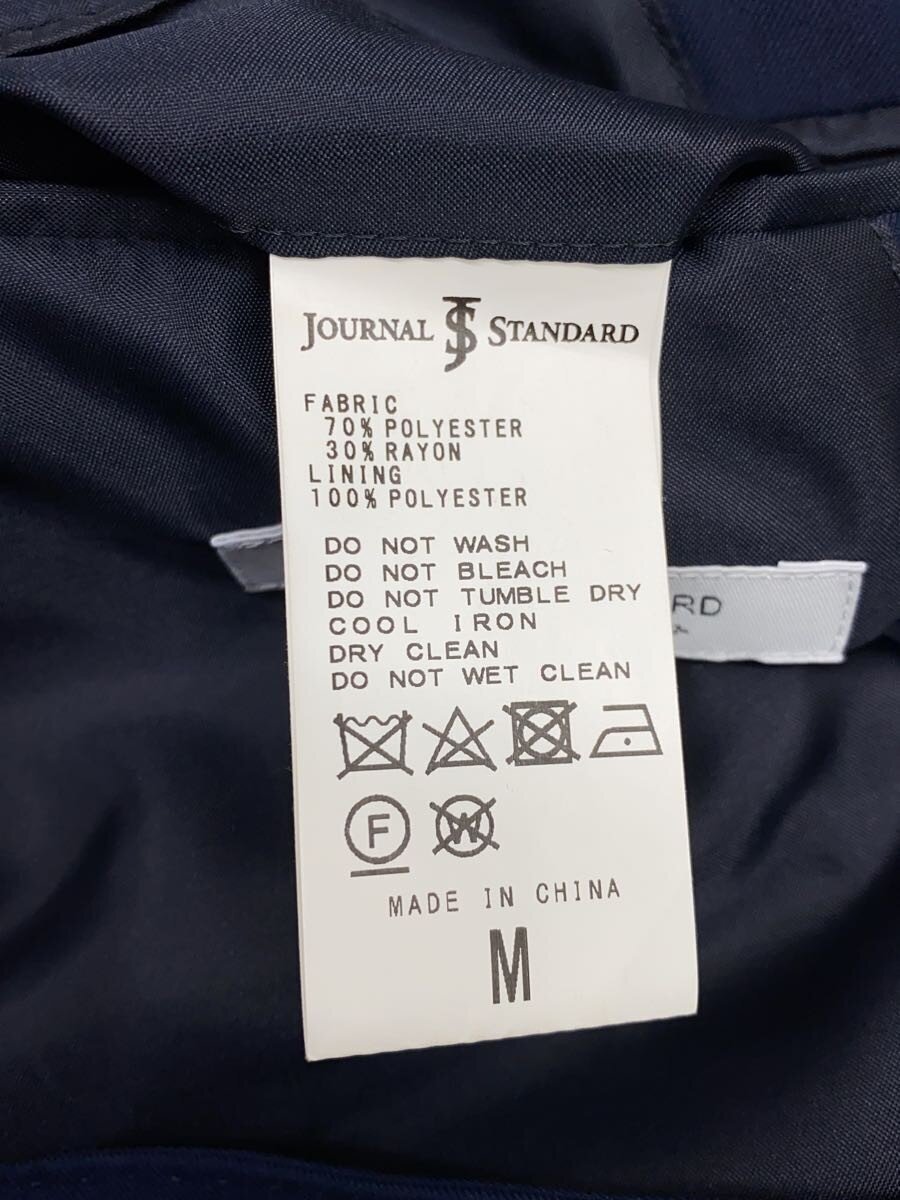 JOURNAL JS STANDARD
FABRIC
70% POLYESTER
30% RAYON
LINING
100% POLYESTER
DO NOT WASH
DO NOT BLEACH
DO NOT TUMBLE DRY
COOL IRON
DRY CLEAN
DO NOT WET CLEAN
F W
MADE IN CHINA
M
RD